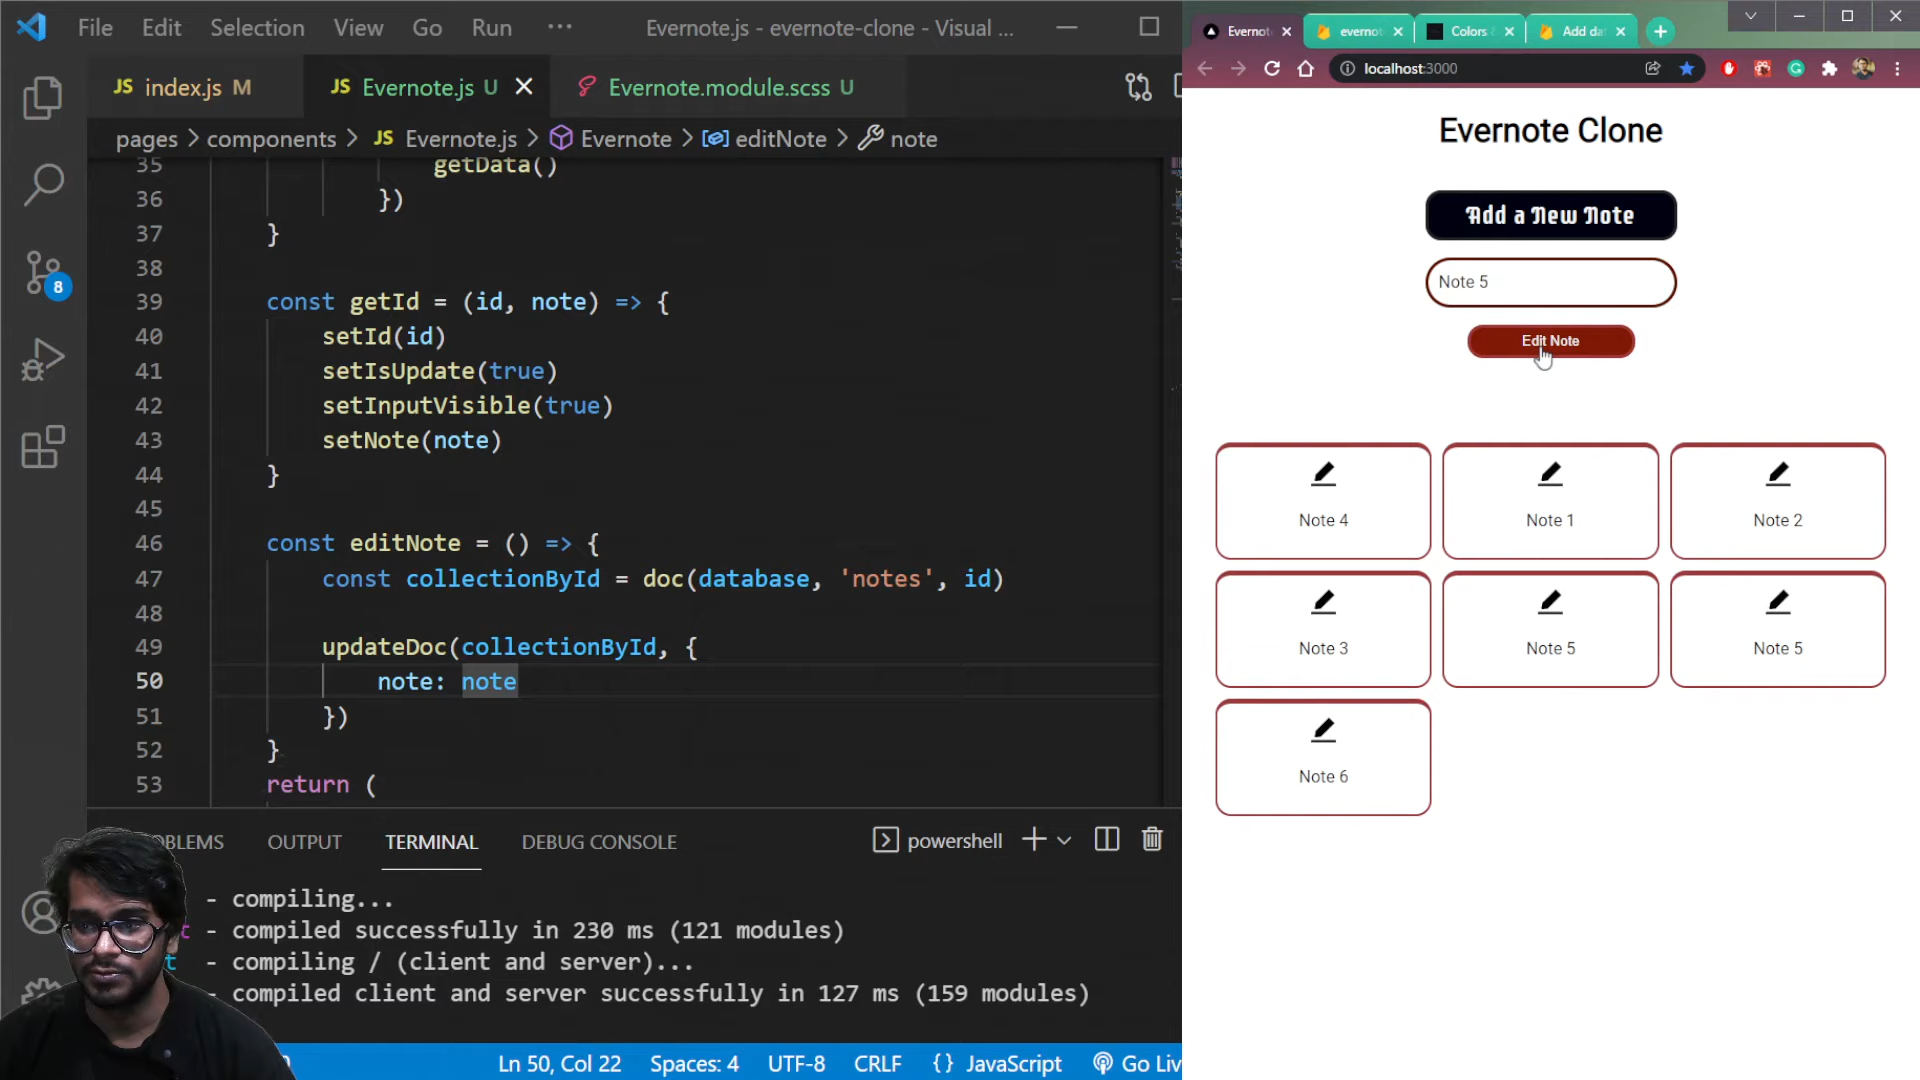 File Edit Selection View Go Run ··· Evernote.js - evernote-clone - Visual ...
JS index.js M JS Evernote.js U Evernote.module.scss U
pages > components > JS Evernote.js > Evernote > editNote > note
35 getData()
36 })
37 }
38
39 const getId = (id, note) => {
40 setId(id)
41 setIsUpdate(true)
42 setInputVisible(true)
43 setNote(note)
44 }
45
46 const editNote = () => {
47 const collectionById = doc(database, 'notes', id)
48
49 updateDoc(collectionById, {
50 note: note
51 })
52 }
53 return (
8
OBLEMS OUTPUT TERMINAL DEBUG CONSOLE powershell
- compiling...
t - compiled successfully in 230 ms (121 modules)
t - compiling / (client and server)...
- compiled client and server successfully in 127 ms (159 modules)
Ln 50, Col 22 Spaces: 4 UTF-8 CRLF {} JavaScript Go Liv
Evernot evernot Colors Add da
localhost:3000
Evernote Clone
Add a New Note
Note 5
Edit Note
Note 4 Note 1 Note 2
Note 3 Note 5 Note 5
Note 6